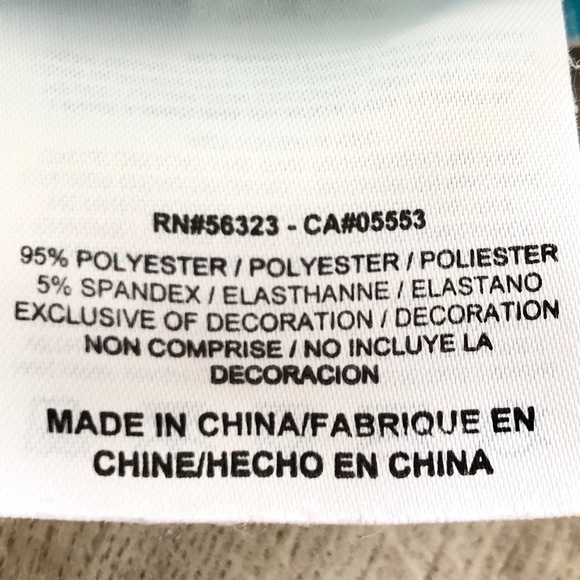 RN#56323 - CA#05553
95% POLYESTER / POLYESTER / POLIESTER
5% SPANDEX / ELASTHANNE / ELASTANO
EXCLUSIVE OF DECORATION / DECORATION
NON COMPRISE / NO INCLUYE LA
DECORACION
MADE IN CHINA/FABRIQUE EN
CHINE/HECHO EN CHINA